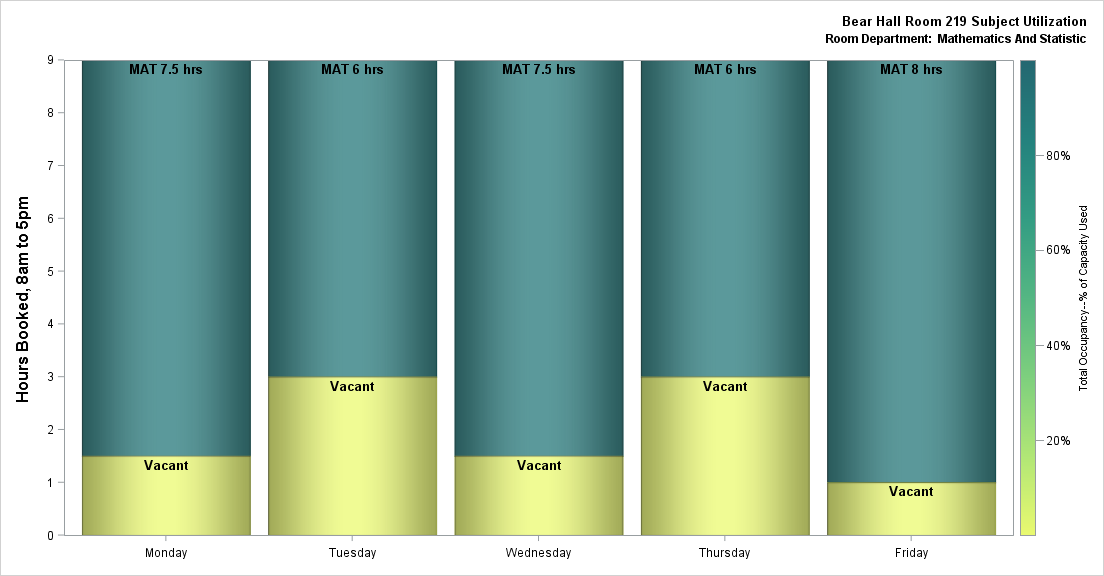 Bear Hall Room 219 Subject Utilization
Room Department: Mathematics And Statistic
Hours Booked, 8am to 5pm
9
8
7
6
5
4
3
2
1
0
MAT 7.5 hrs
MAT 6 hrs
MAT 7.5 hrs
MAT 6 hrs
MAT 8 hrs
Vacant
Vacant
Vacant
Vacant
Vacant
Monday
Tuesday
Wednesday
Thursday
Friday
80%
60%
40%
20%
Total Occupancy--% of Capacity Used